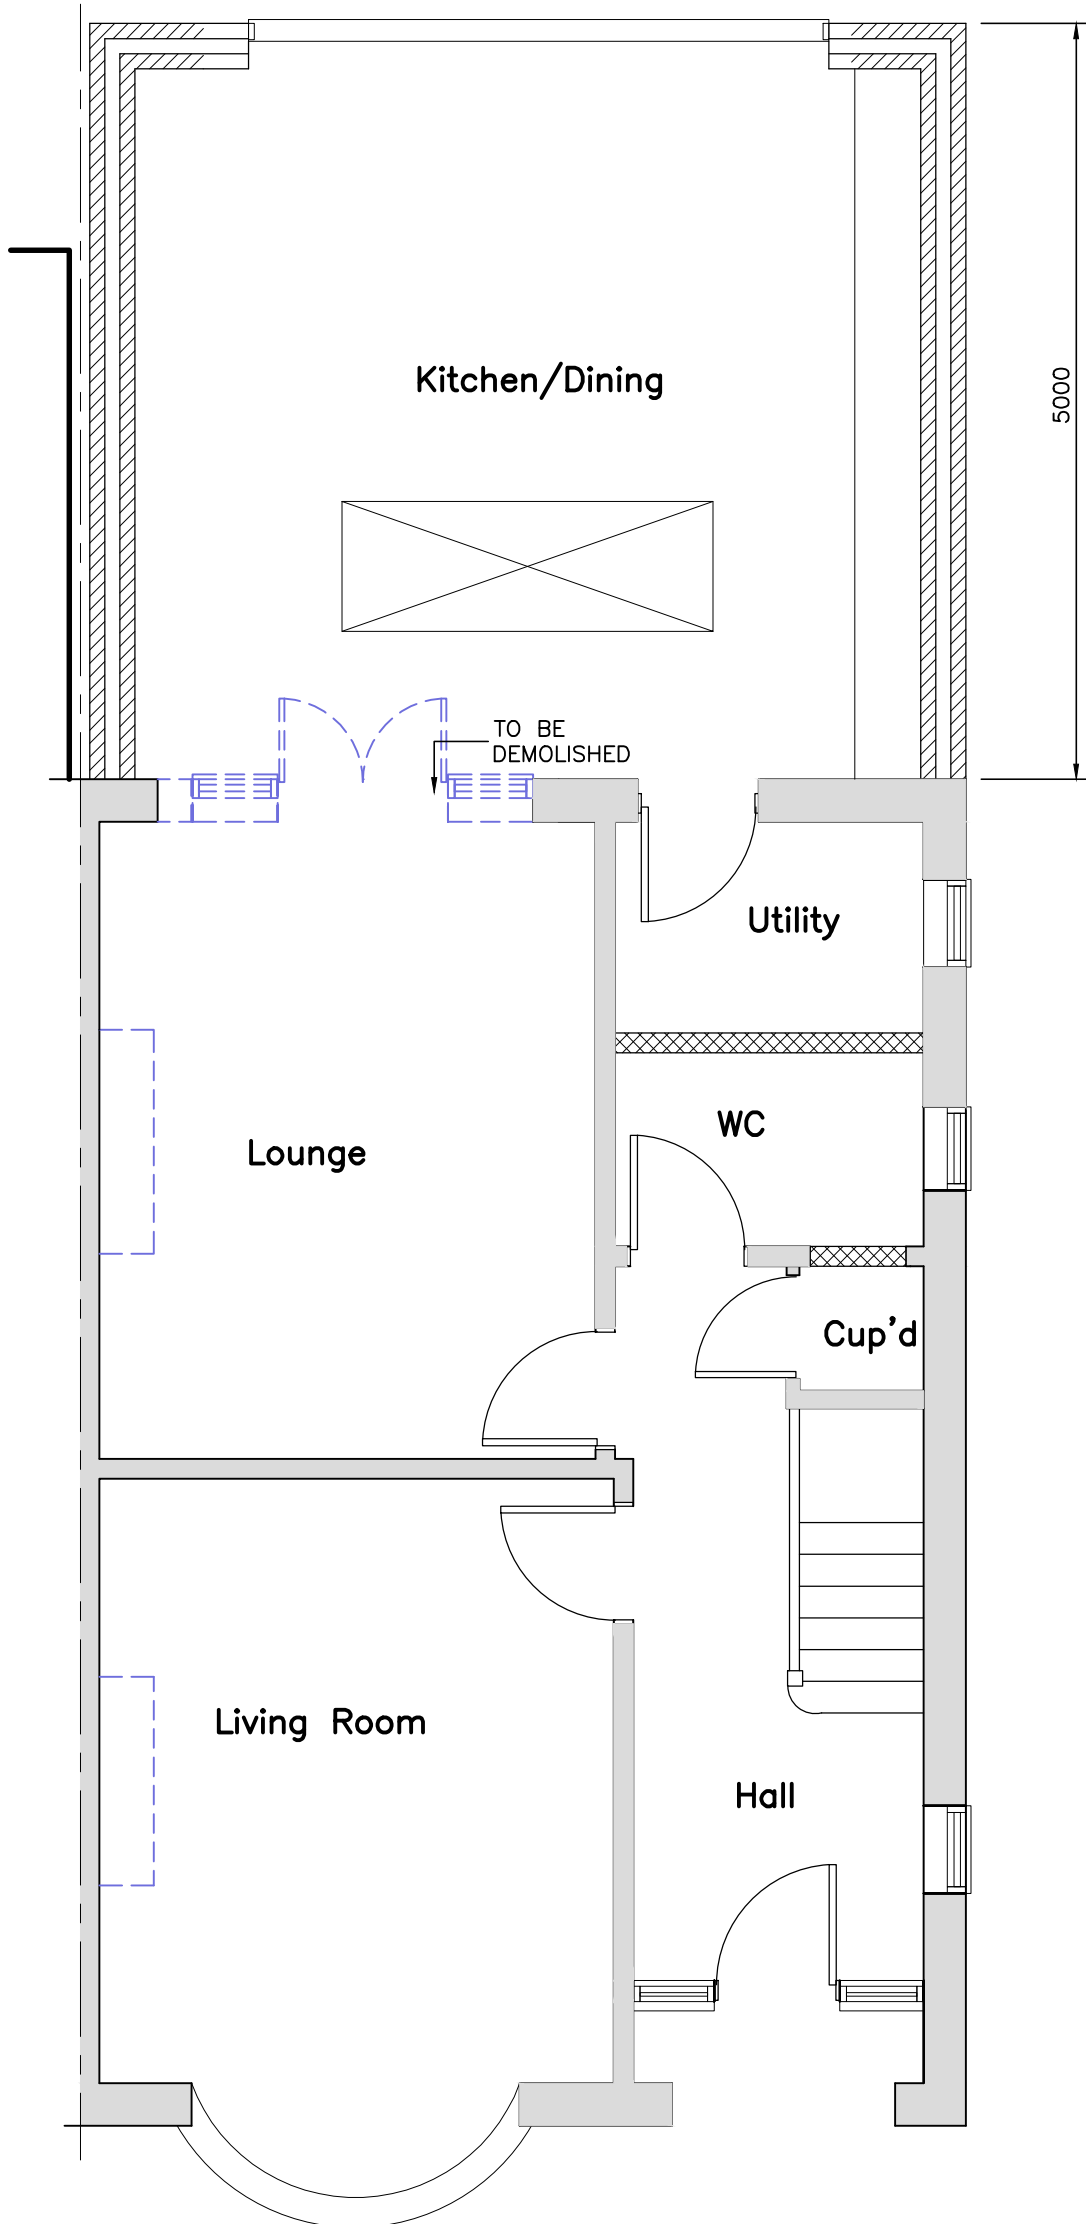 Kitchen/Dining
5000
TO BE
DEMOLISHED
Utility
WC
Lounge
Cup'd
Living Room
Hall